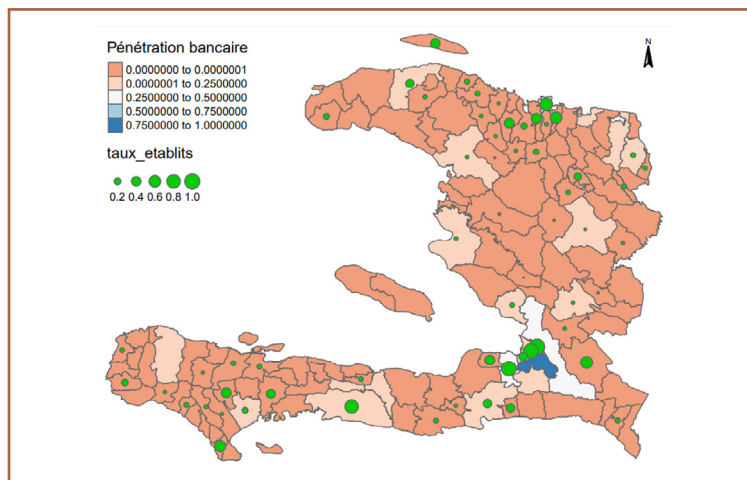 Pénétration bancaire
0.0000000 to 0.0000001
0.0000001 to 0.2500000
0.2500000 to 0.5000000
0.5000000 to 0.7500000
0.7500000 to 1.0000000
taux_etablits
0.2 0.4 0.6 0.8 1.0
N